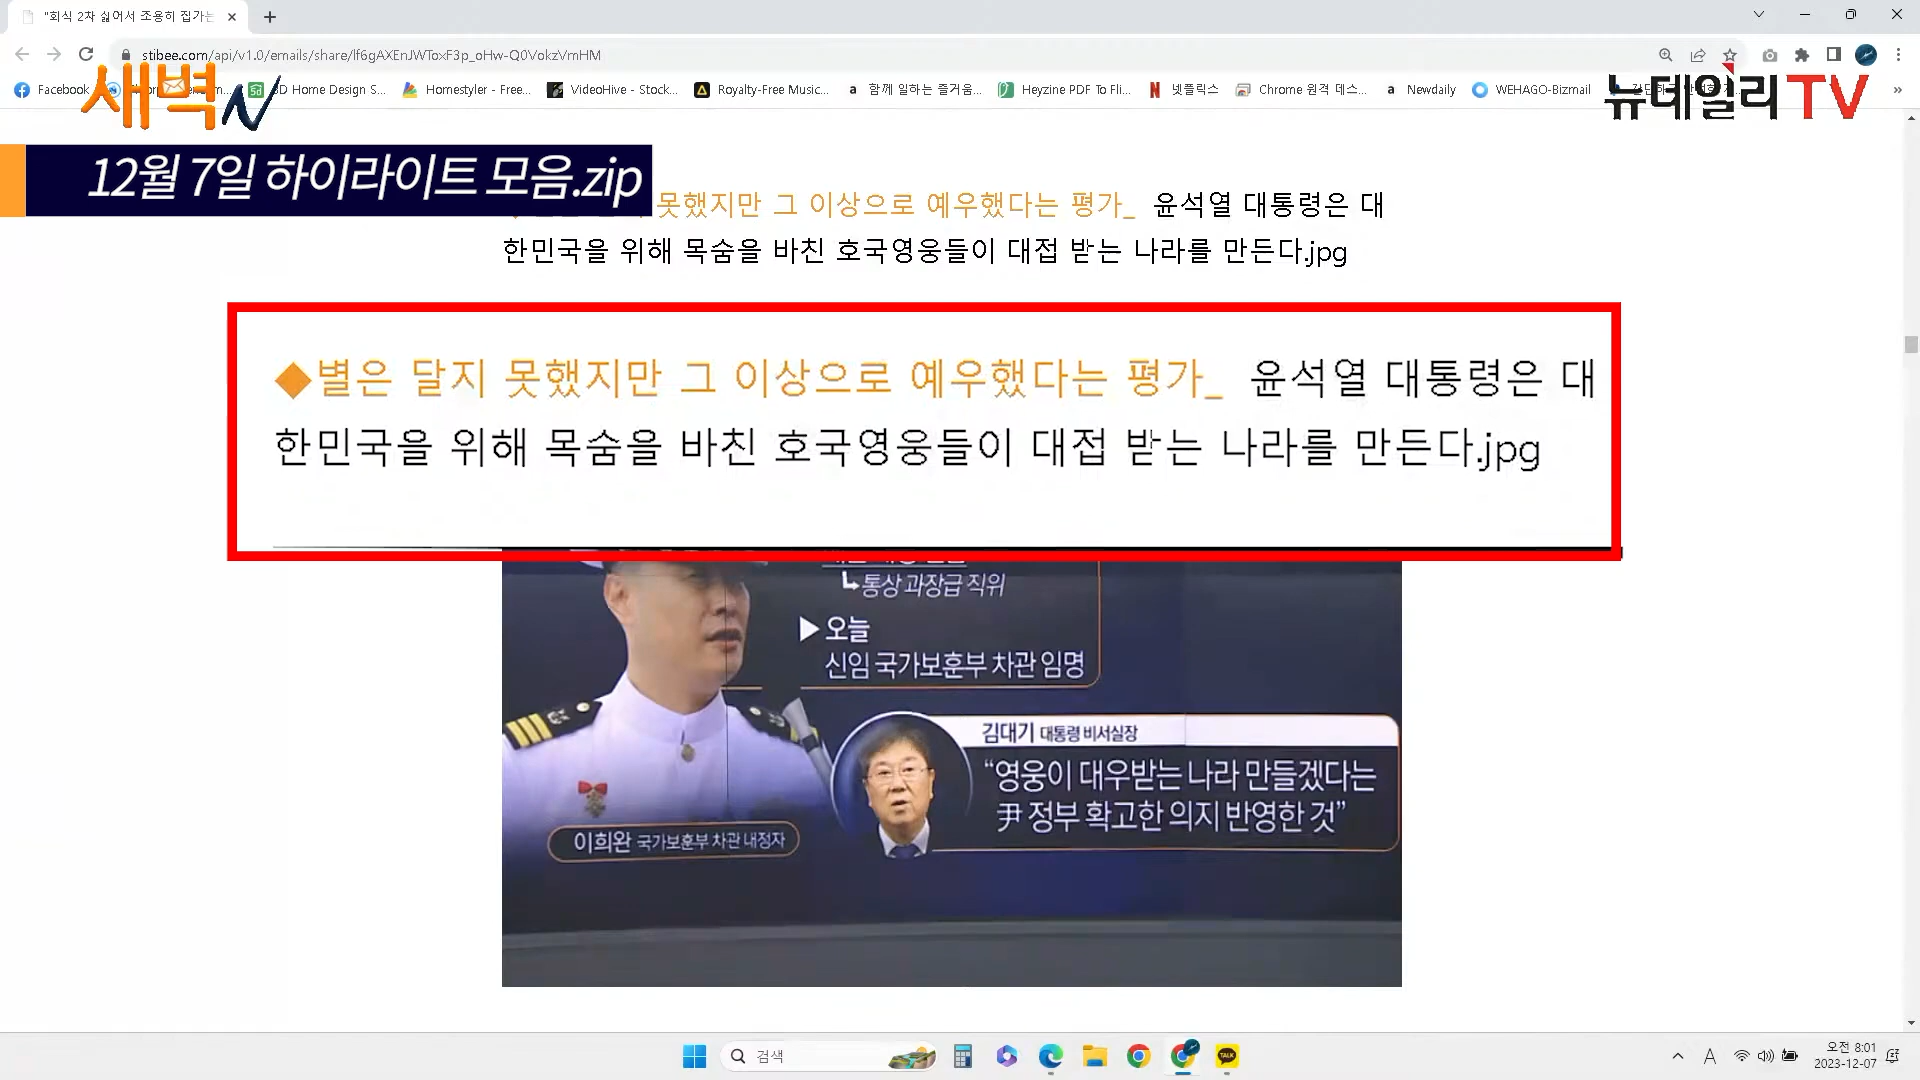 "회식 2차 싫어서 조용히 집가는
stibee.com/api/v1.0/emails/share/
Facebook
3D Home Design S...
Homestyler - Free...
VideoHive - Stock...
Royalty-Free Music...
함께 일하는 즐거움...
Heyzine PDF To Fli...
넷플릭스
Chrome 원격 데스...
Newdaily
WEHAGO-Bizmail
새벽N
뉴데일리TV
12월 7일 하이라이트 모음.zip
못했지만 그 이상으로 예우했다는 평가_ 윤석열 대통령은 대
한민국을 위해 목숨을 바친 호국영웅들이 대접 받는 나라를 만든다.jpg
◆별은 달지 못했지만 그 이상으로 예우했다는 평가_ 윤석열 대통령은 대
한민국을 위해 목숨을 바친 호국영웅들이 대접 받는 나라를 만든다.jpg
통상 과장급 직위
▶오늘
신임 국가보훈부 차관 임명
김대기 대통령 비서실장
“영웅이 대우받는 나라 만들겠다는
尹 정부 확고한 의지 반영한 것”
이희완 국가보훈부 차관 내정자
검색
TALK
A
오전 8:01
2023-12-07